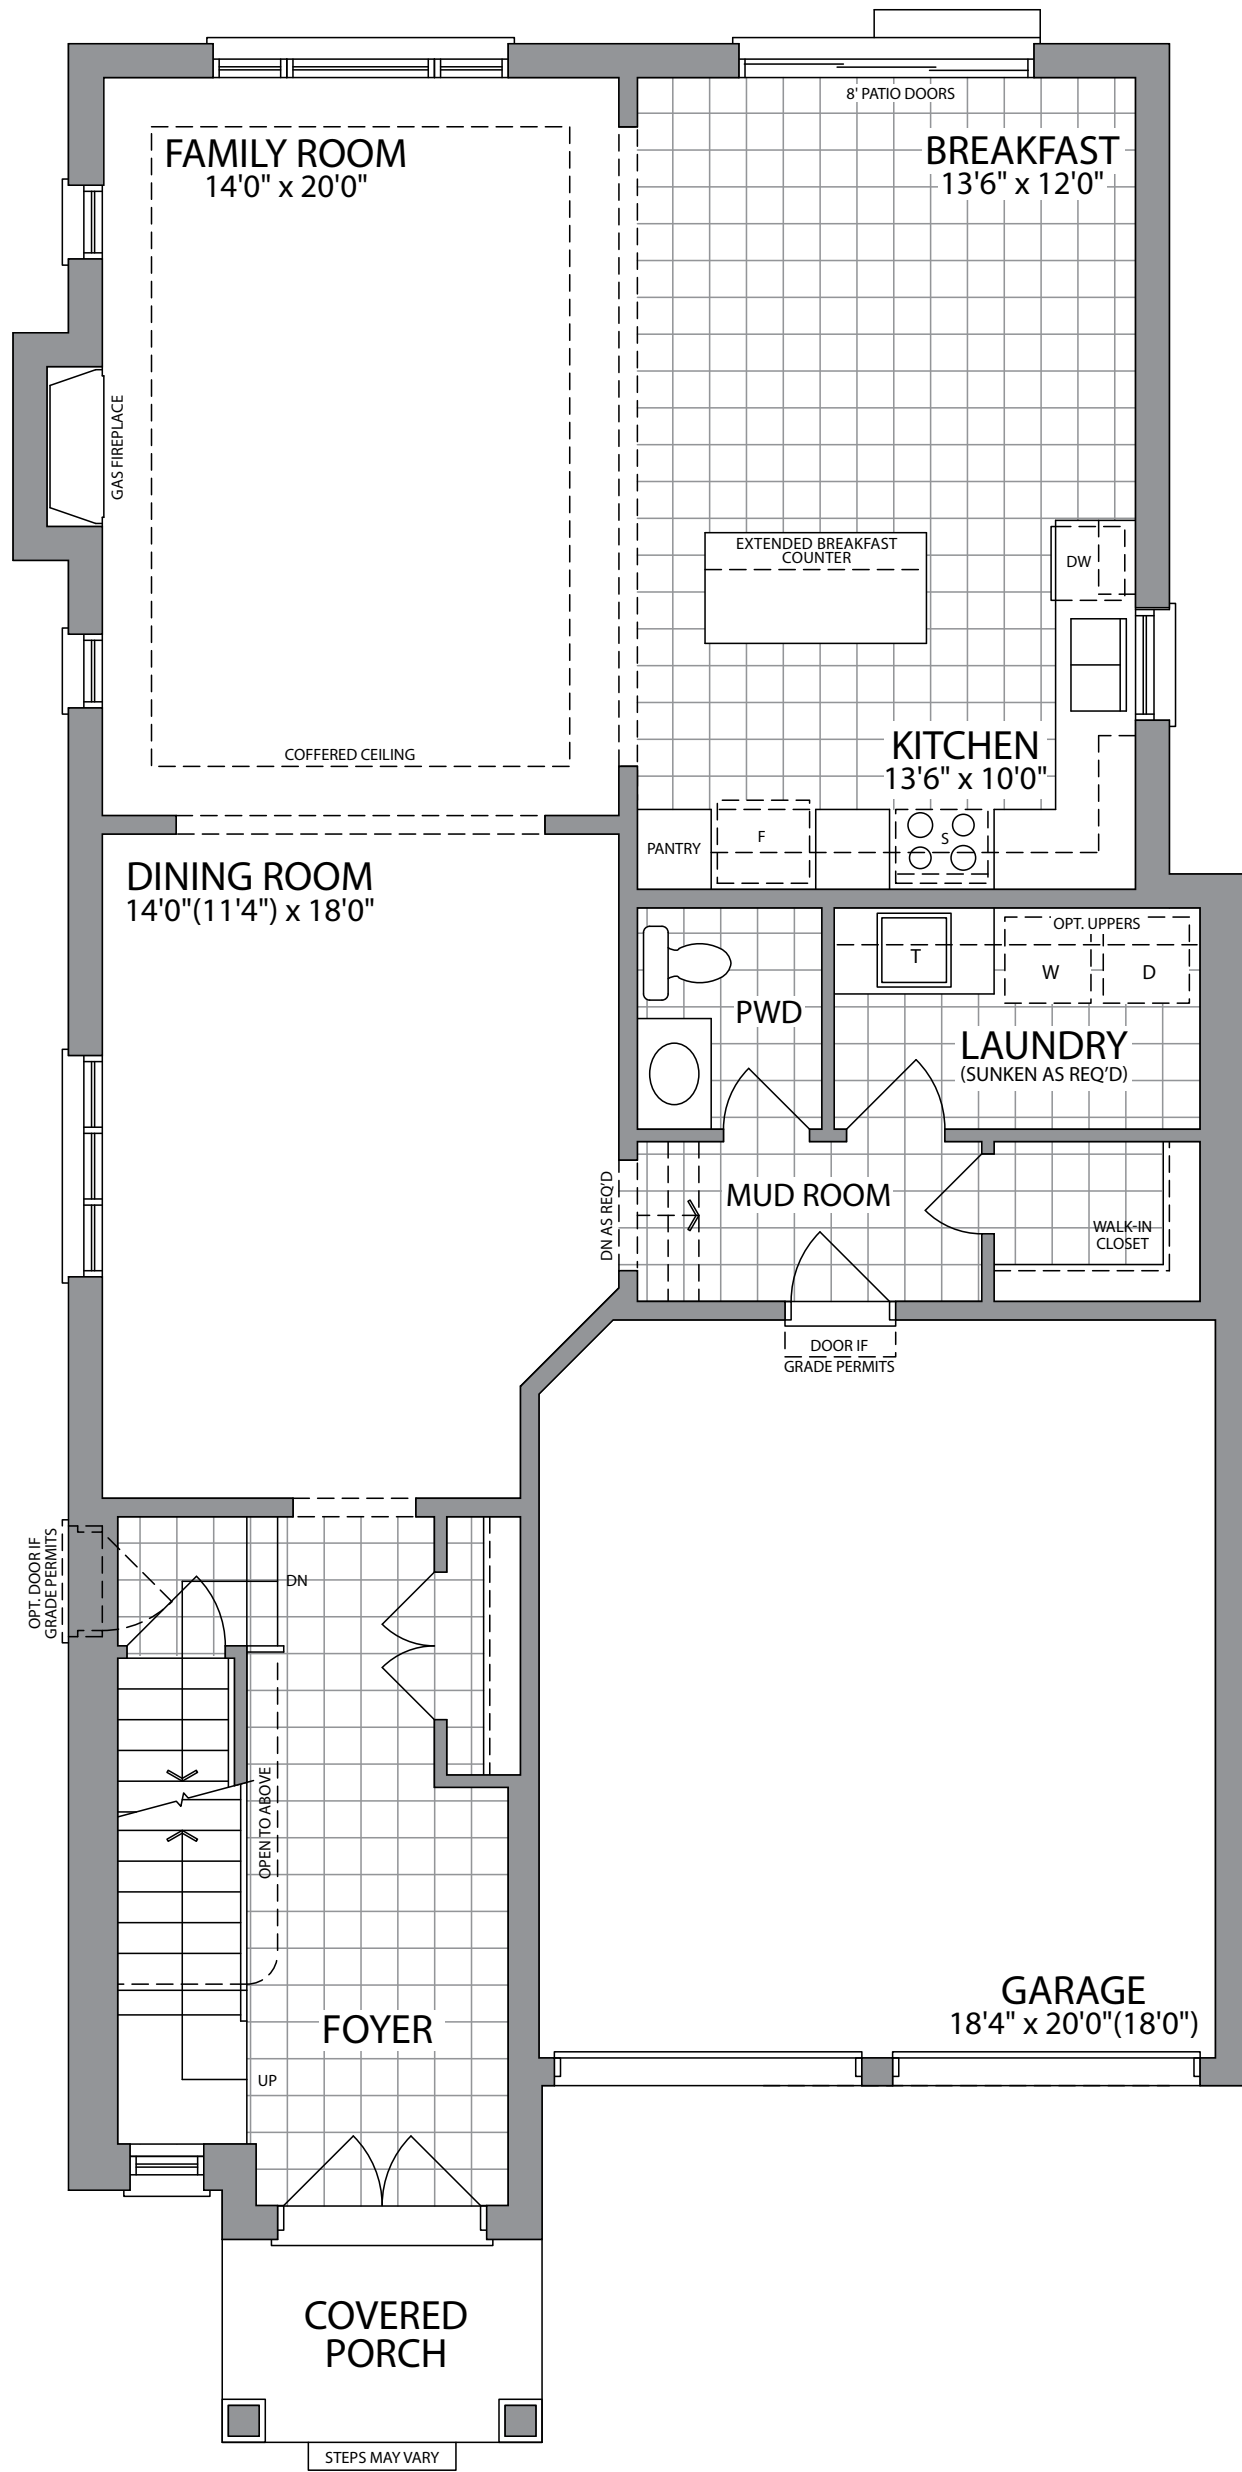 8' PATIO DOORS
FAMILY ROOM
14'0" x 20'0"
BREAKFAST
13'6" x 12'0"
GAS FIREPLACE
EXTENDED BREAKFAST
COUNTER
DW
COFFERED CEILING
KITCHEN
13'6" x 10'0"
PANTRY
F
S
DINING ROOM
14'0"(11'4") x 18'0"
OPT. UPPERS
T
W
D
PWD
LAUNDRY
(SUNKEN AS REQ'D)
DN AS REQ'D
MUD ROOM
WALK-IN
CLOSET
DOOR IF
GRADE PERMITS
OPT. DOOR IF
GRADE PERMITS
DN
OPEN TO ABOVE
GARAGE
18'4" x 20'0"(18'0")
FOYER
UP
COVERED
PORCH
STEPS MAY VARY